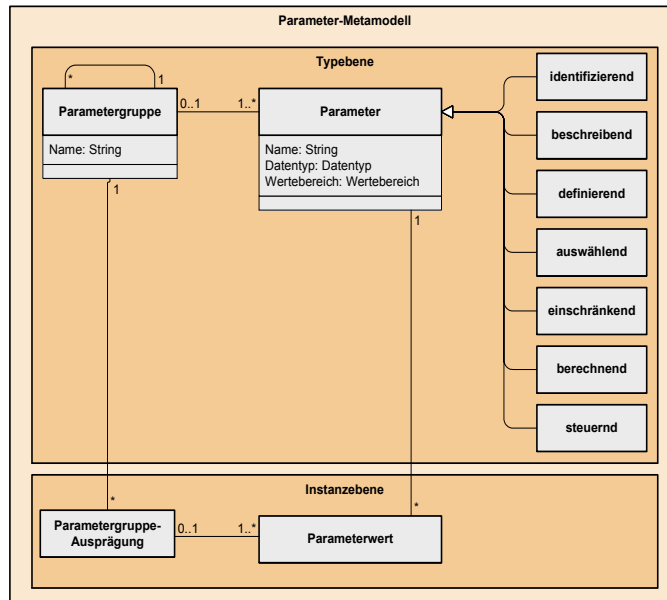 Parameter-Metamodell
Typebene
* 1
Parametergruppe
Name: String
0..1 1..*
Parameter
Name: String
Datentyp: Datentyp
Wertebereich: Wertebereich
identifizierend
beschreibend
definierend
auswählend
einschränkend
berechnend
steuernd
1
1
Instanzebene
*
*
Parametergruppe-
Ausprägung
0..1 1..*
Parameterwert